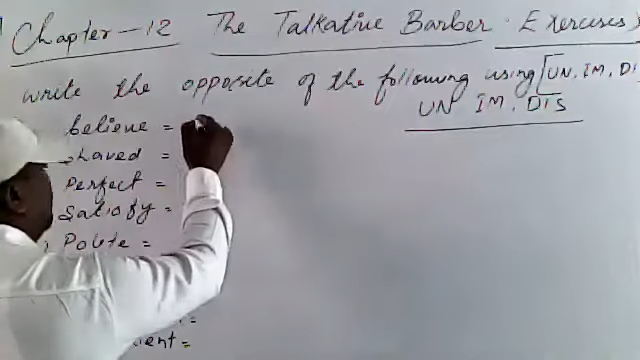 Chapter-12 The Talkative Barber Exercises
write the opposite of the following using [UN, IM, DI
UN IM, DIS
believe =
shaved =
Perfect =
Satisfy =
Polite =
=
ient =